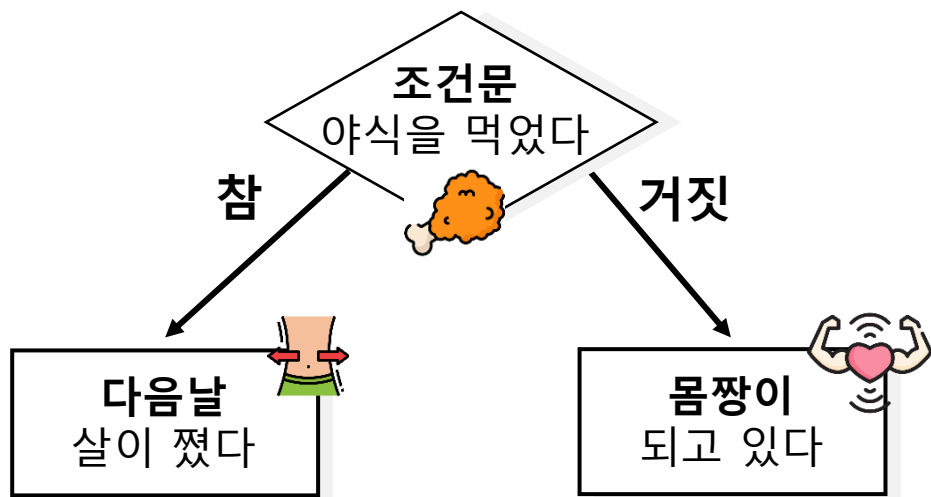 조건문
야식을 먹었다
참
거짓
다음날
살이 쪘다
몸짱이
되고 있다